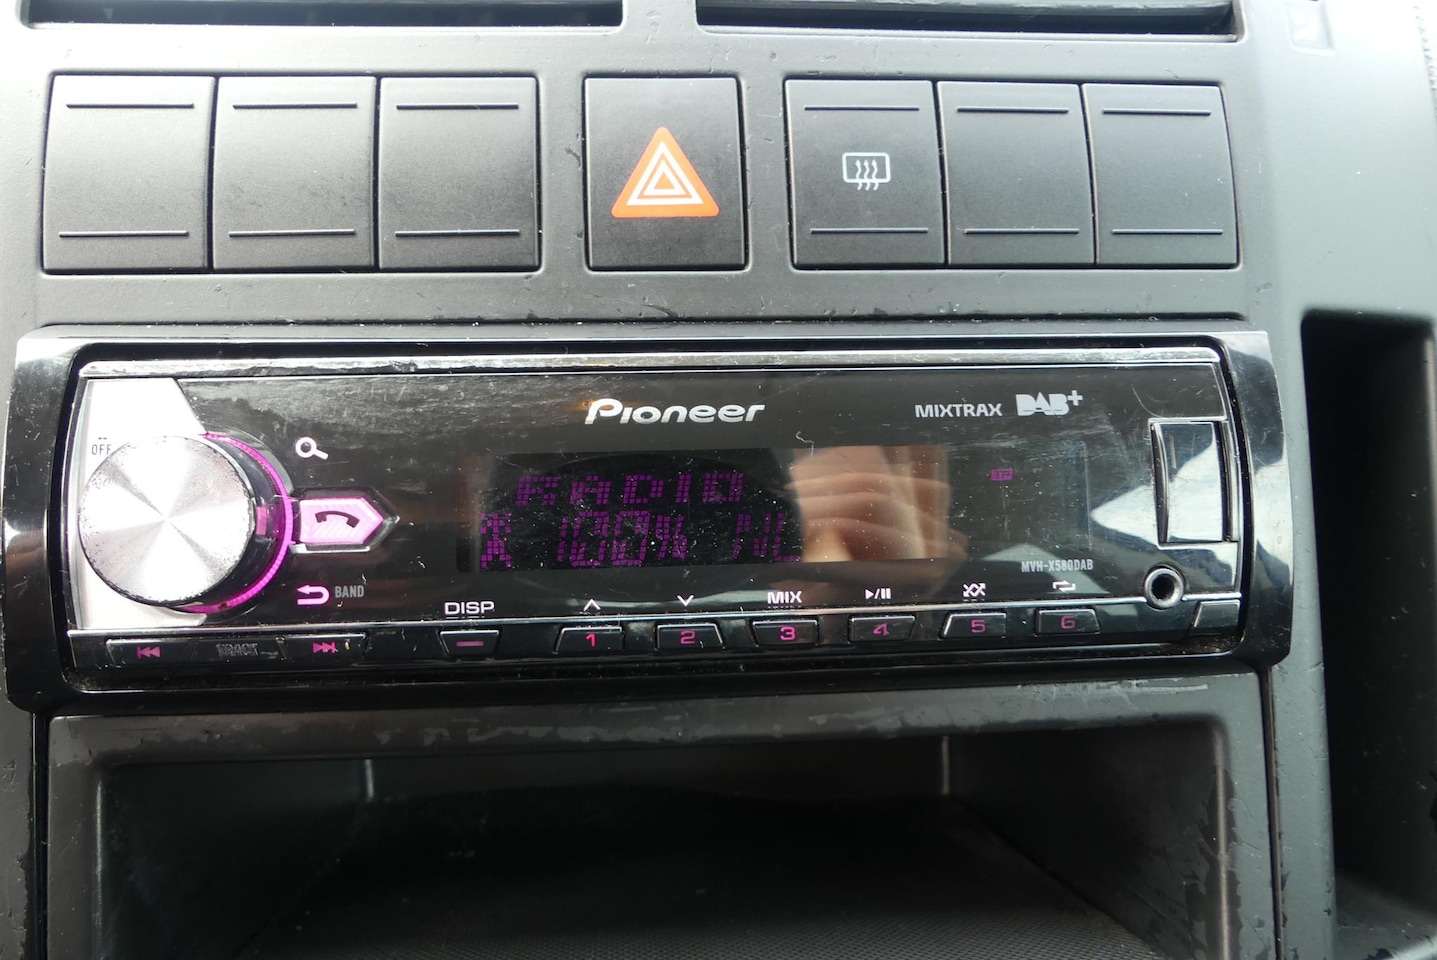 Pioneer
MIXTRAX DAB+
OFF
RADIO
100% NL
MVH-X580DAB
BAND
DISP
MIX
TRACK
1 2 3 4 5 6